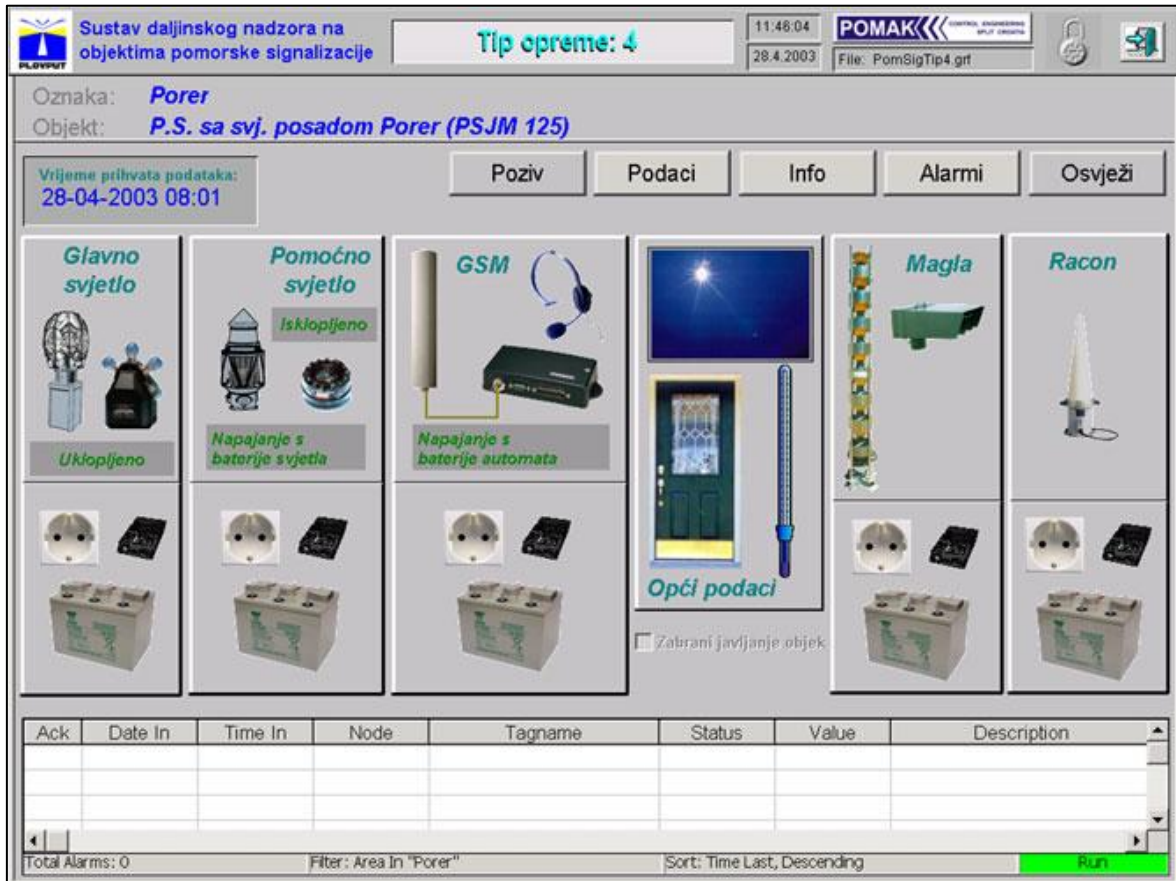 Sustav daljinskog nadzora na
objektima pomorske signalizacije
PLOVPUT
Tip opreme: 4
11:46:04
28.4.2003
POMAK
CONTROL ENGINEERING
SPLIT CROATIA
File: PomSigTip4.grf
Oznaka: Porer
Objekt: P.S. sa svj. posadom Porer (PSJM 125)
Vrijeme prihvata podataka:
28-04-2003 08:01
Poziv
Podaci
Info
Alarmi
Osvježi
Glavno
svjetlo
Uklopljeno
Pomoćno
svjetlo
Isklopljeno
Napajanje s
baterije svjetla
GSM
Napajanje s
baterije automata
Opći podaci
Zabrani javljanje objek
Magla
Racon
Ack Date In Time In Node Tagname Status Value Description
Total Alarms: 0 Filter: Area In "Porer" Sort: Time Last, Descending Run